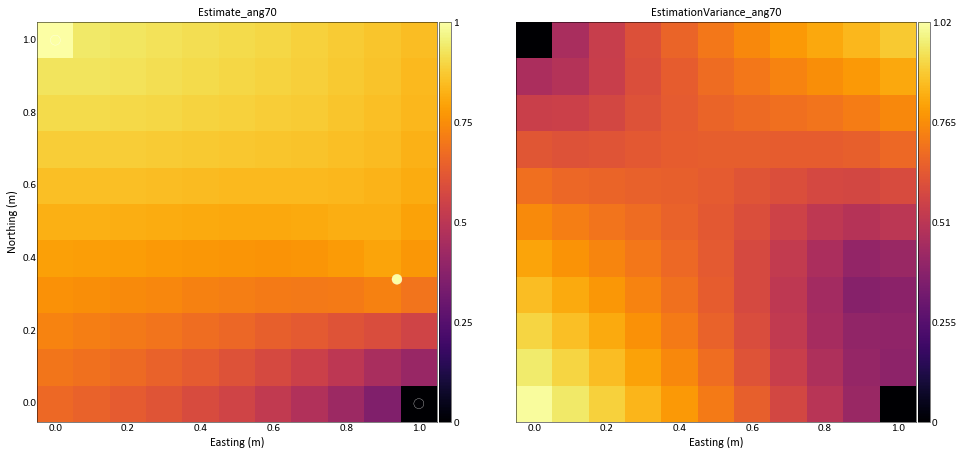 Estimate_ang70
EstimationVariance_ang70
1.0
0.8
0.6
0.4
0.2
0.0
Northing (m)
0.0 0.2 0.4 0.6 0.8 1.0
Easting (m)
1
0.75
0.5
0.25
0
0.0 0.2 0.4 0.6 0.8 1.0
Easting (m)
1.02
0.765
0.51
0.255
0